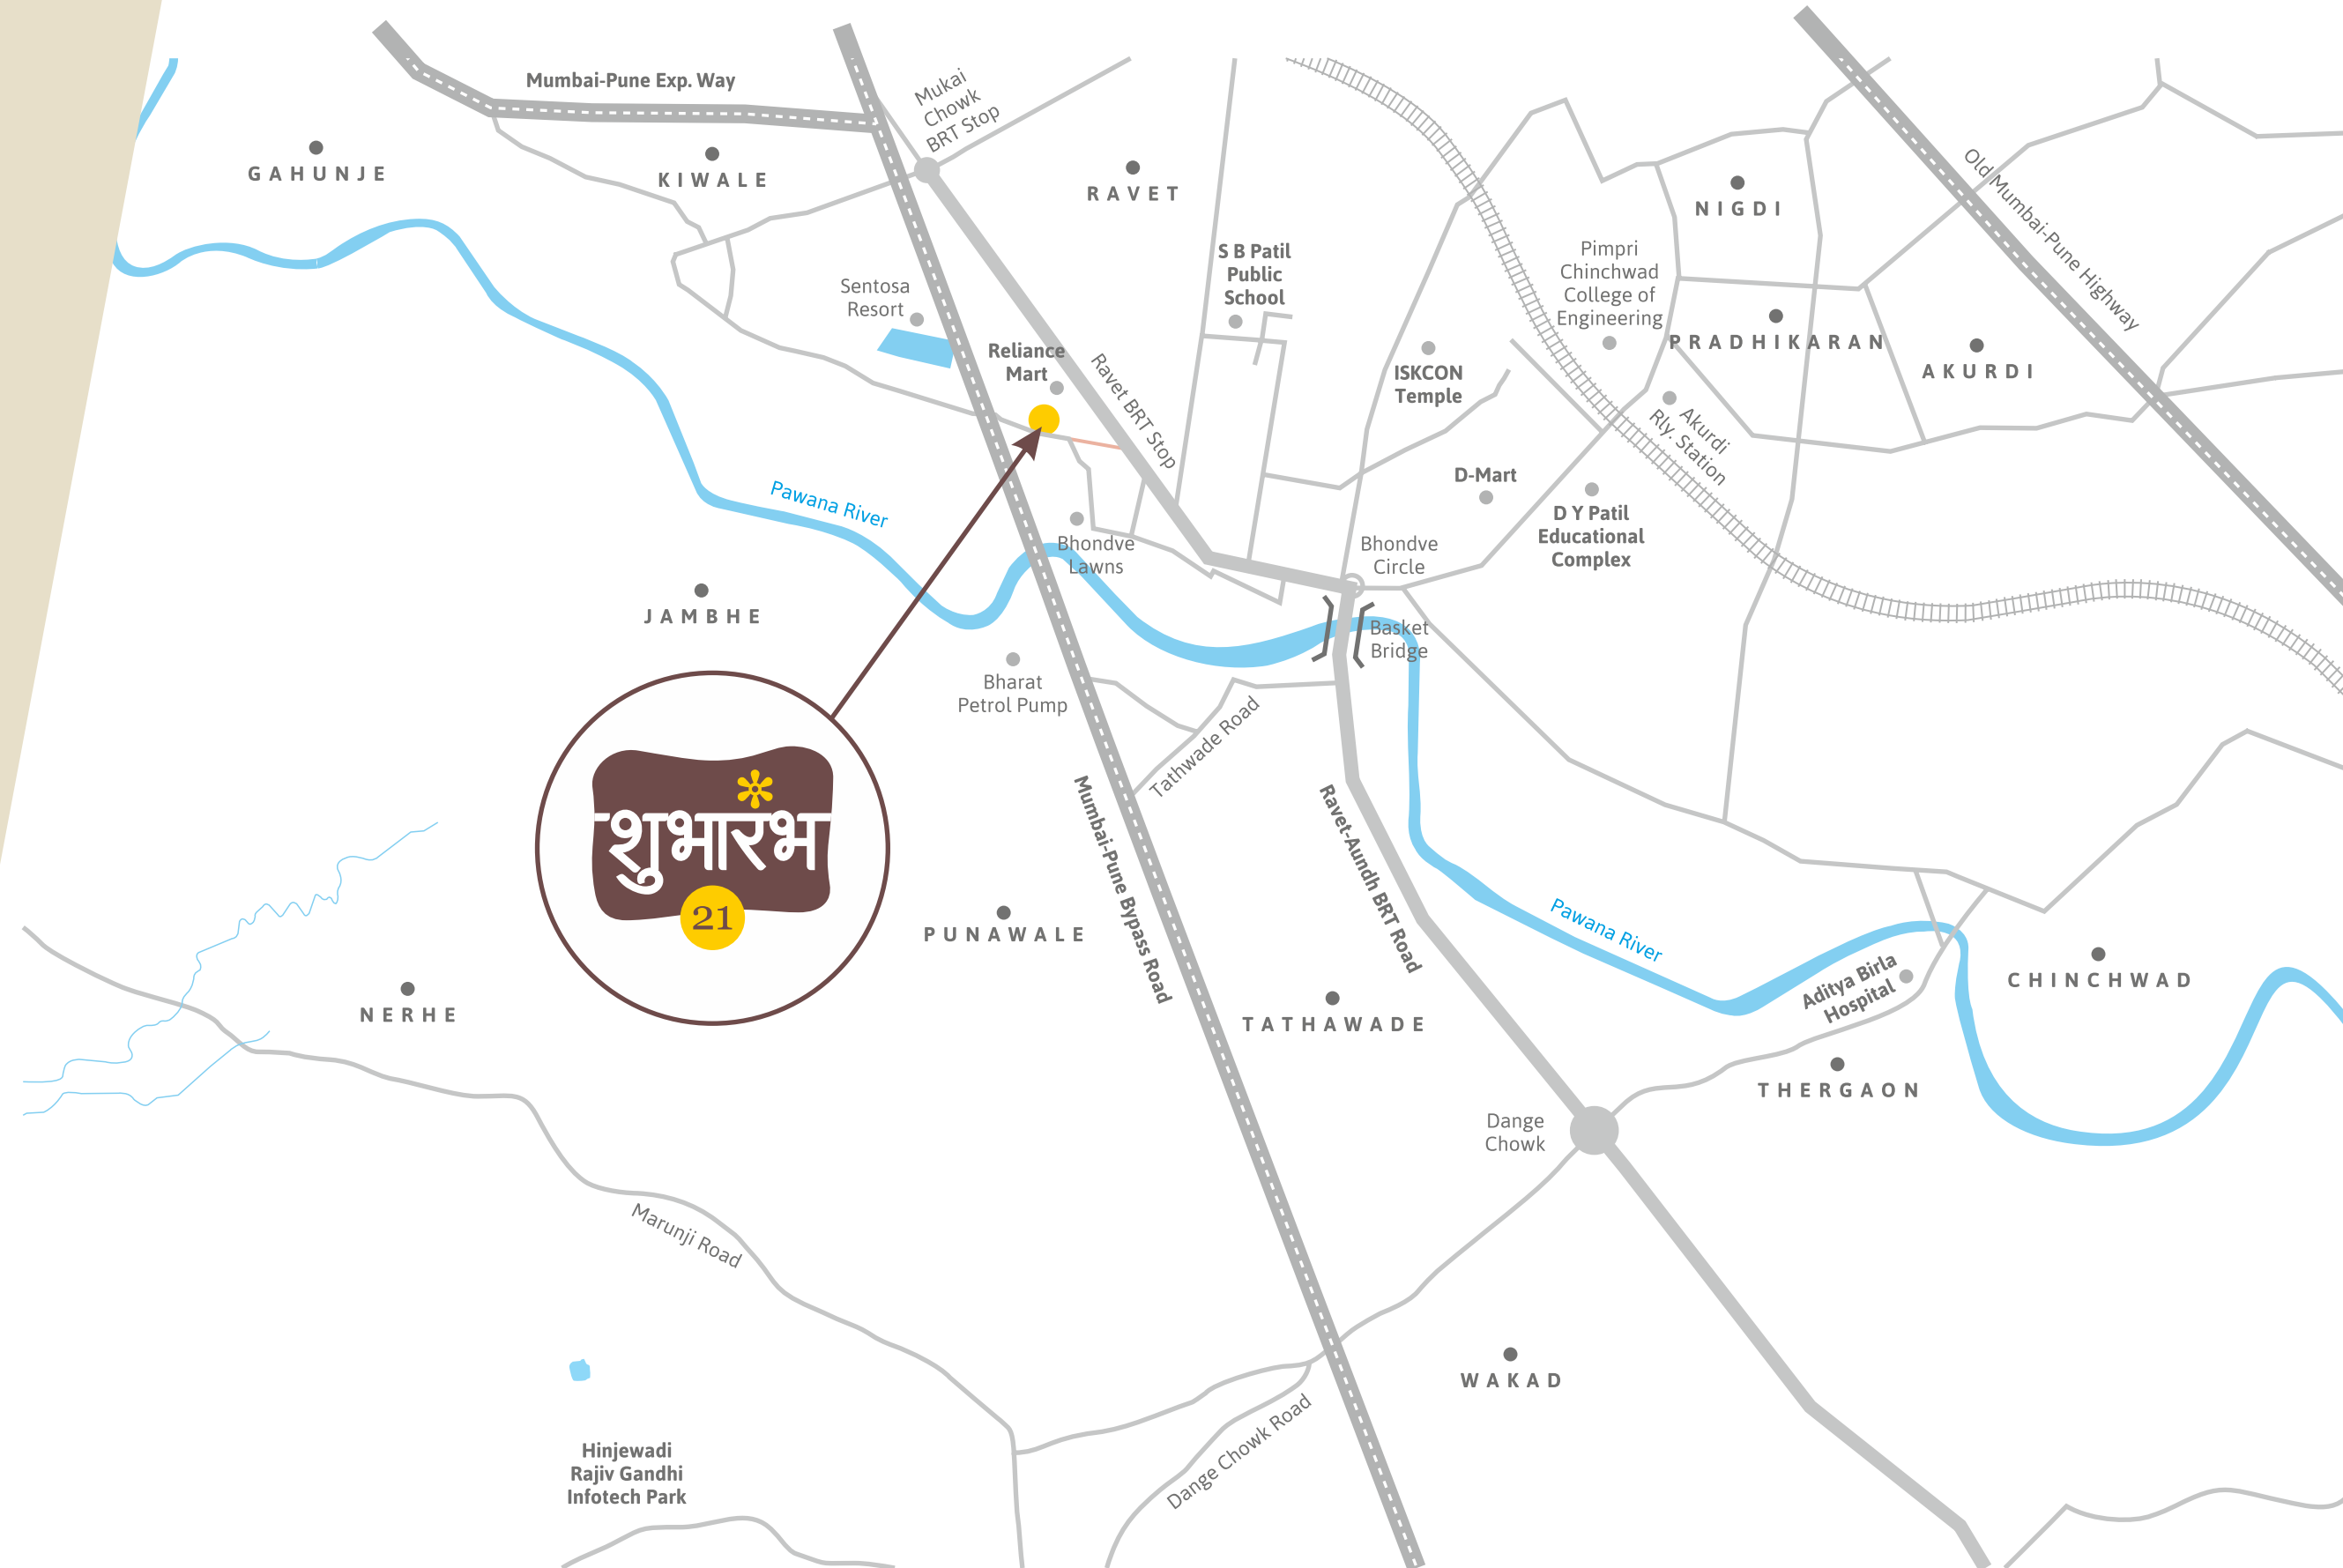 Mumbai-Pune Exp. Way
Mukai
Chowk
BRT Stop
GAHUNJE
KIWALE
RAVET
NIGDI
Old Mumbai-Pune Highway
S B Patil
Public
School
Pimpri
Chinchwad
College of
Engineering
Sentosa
Resort
Reliance
Mart
Ravet BRT Stop
ISKCON
Temple
PRADHIKARAN
AKURDI
Akurdi
Rly. Station
D-Mart
D Y Patil
Educational
Complex
Pawana River
Bhondve
Lawns
Bhondve
Circle
JAMBHE
Basket
Bridge
Bharat
Petrol Pump
Tathwade Road
शुभारभ
21
Mumbai-Pune Bypass Road
Ravet-Aundh BRT Road
PUNAWALE
Pawana River
Aditya Birla
Hospital
CHINCHWAD
NERHE
TATHAWADE
THERGAON
Dange
Chowk
Marunji Road
WAKAD
Dange Chowk Road
Hinjewadi
Rajiv Gandhi
Infotech Park